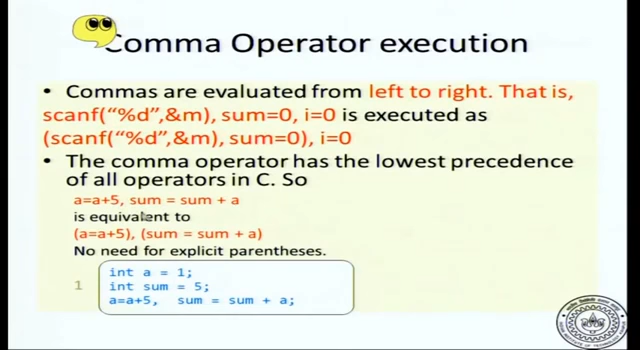 Comma Operator execution
• Commas are evaluated from left to right. That is,
scanf(“%d”,&m), sum=0, i=0 is executed as
(scanf(“%d”,&m), sum=0), i=0
• The comma operator has the lowest precedence
of all operators in C. So
a=a+5, sum = sum + a
is equivalent to
(a=a+5), (sum = sum + a)
No need for explicit parentheses.
1
int a = 1;
int sum = 5;
a=a+5, sum = sum + a;